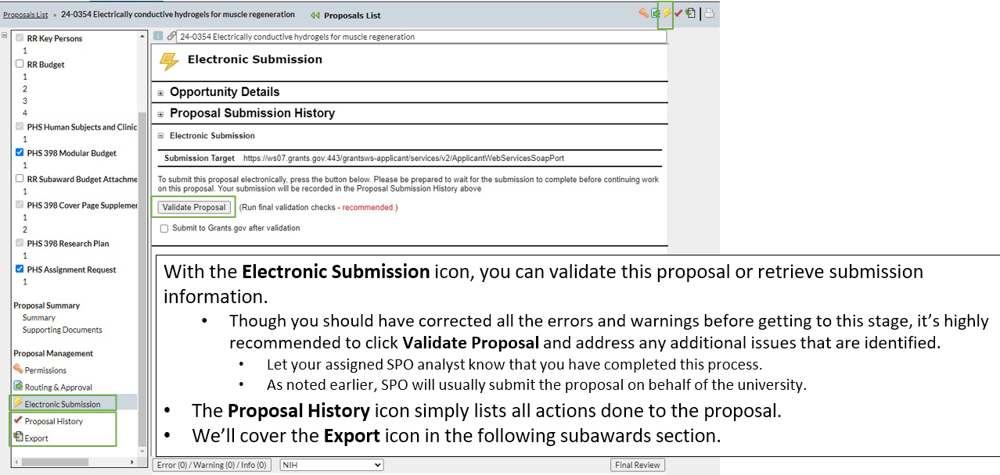 Proposals List » 24-0354 Electrically conductive hydrogels for muscle regeneration Proposals List
RR Key Persons
1
RR Budget
1
2
3
4
PHS Human Subjects and Clinic
1
PHS 398 Modular Budget
1
RR Subaward Budget Attachme
1
PHS 398 Cover Page Supplemen
1
2
PHS 398 Research Plan
1
PHS Assignment Request
1
Proposal Summary
Summary
Supporting Documents
Proposal Management
Permissions
Routing & Approval
Electronic Submission
Proposal History
Export
24-0354 Electrically conductive hydrogels for muscle regeneration
Electronic Submission
Opportunity Details
Proposal Submission History
Electronic Submission
Submission Target https://ws07.grants.gov:443/grantsws-applicant/services/v2/ApplicantWebServicesSoapPort
To submit this proposal electronically, press the button below. Please be prepared to wait for the submission to complete before continuing work
on this proposal. Your submission will be recorded in the Proposal Submission History above
Validate Proposal (Run final validation checks - recommended.)
Submit to Grants.gov after validation
With the Electronic Submission icon, you can validate this proposal or retrieve submission
information.
• Though you should have corrected all the errors and warnings before getting to this stage, it's highly
recommended to click Validate Proposal and address any additional issues that are identified.
• Let your assigned SPO analyst know that you have completed this process.
• As noted earlier, SPO will usually submit the proposal on behalf of the university.
• The Proposal History icon simply lists all actions done to the proposal.
• We'll cover the Export icon in the following subawards section.
Error (0) / Warning (0) / Info (0) NIH Final Review